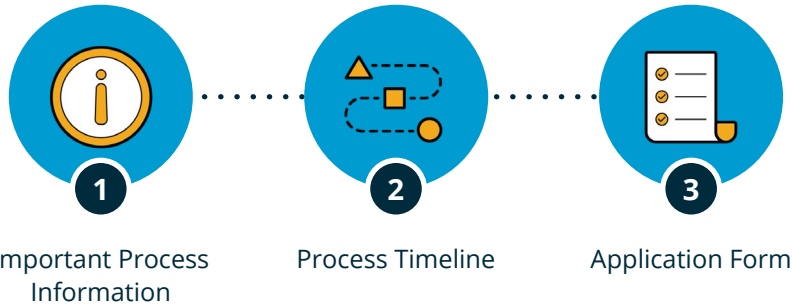 1
2
3
mportant Process
Information
Process Timeline
Application Form